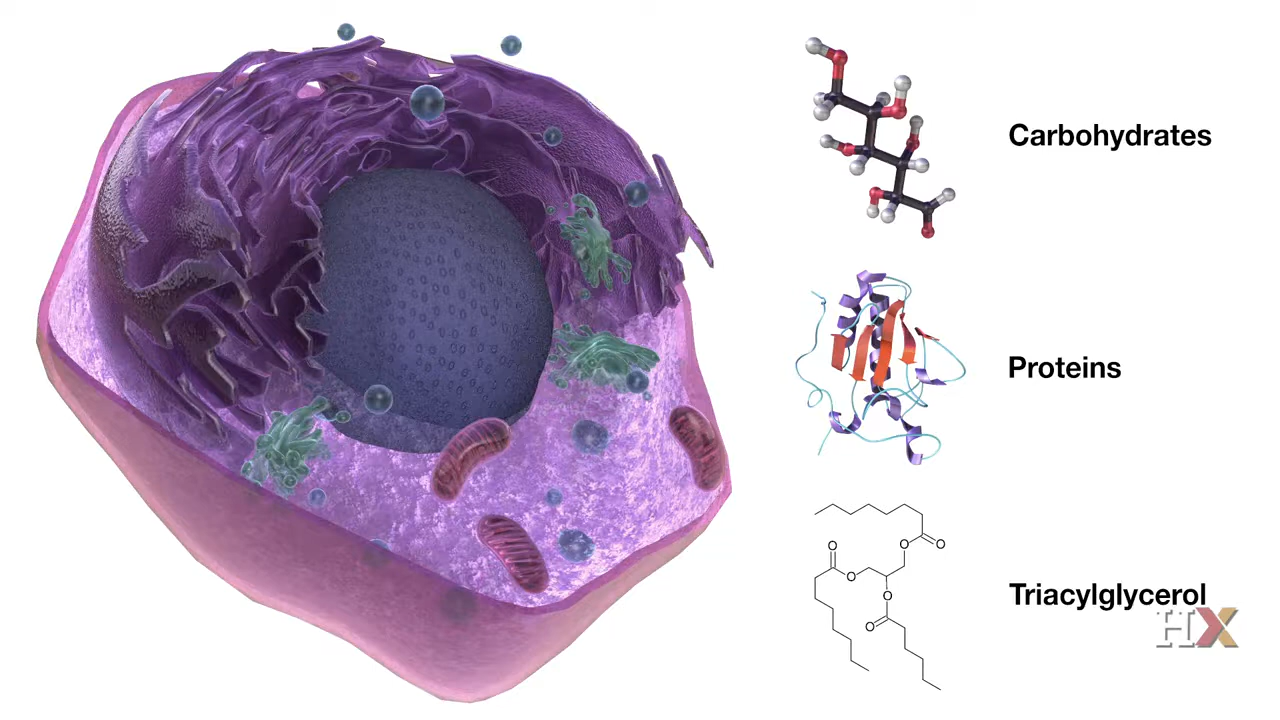 Carbohydrates
Proteins
Triacylglycerol
HX
O
O
O
O
O
O